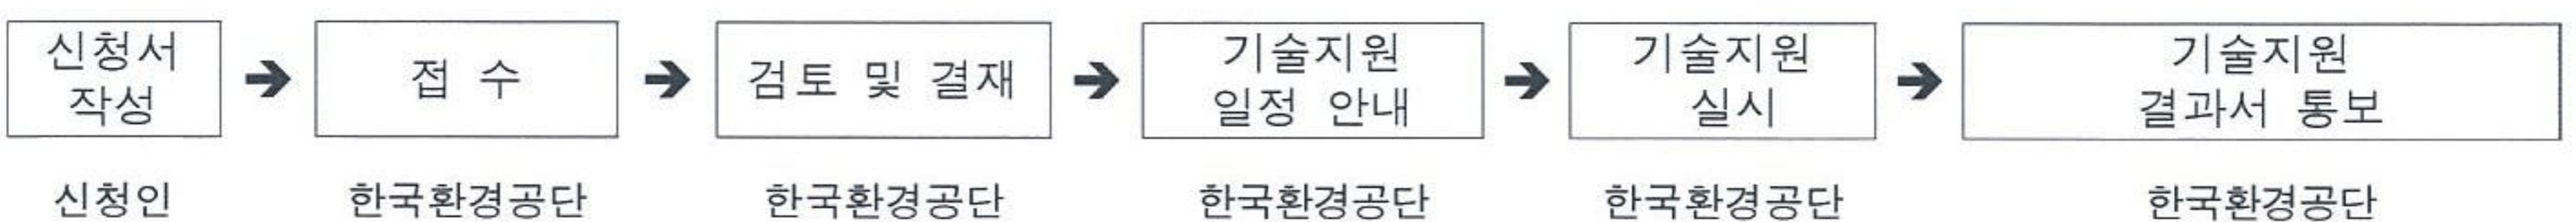 신청서
작성
접 수
검토 및 결재
기술지원
일정 안내
기술지원
실시
기술지원
결과서 통보
신청인
한국환경공단
한국환경공단
한국환경공단
한국환경공단
한국환경공단